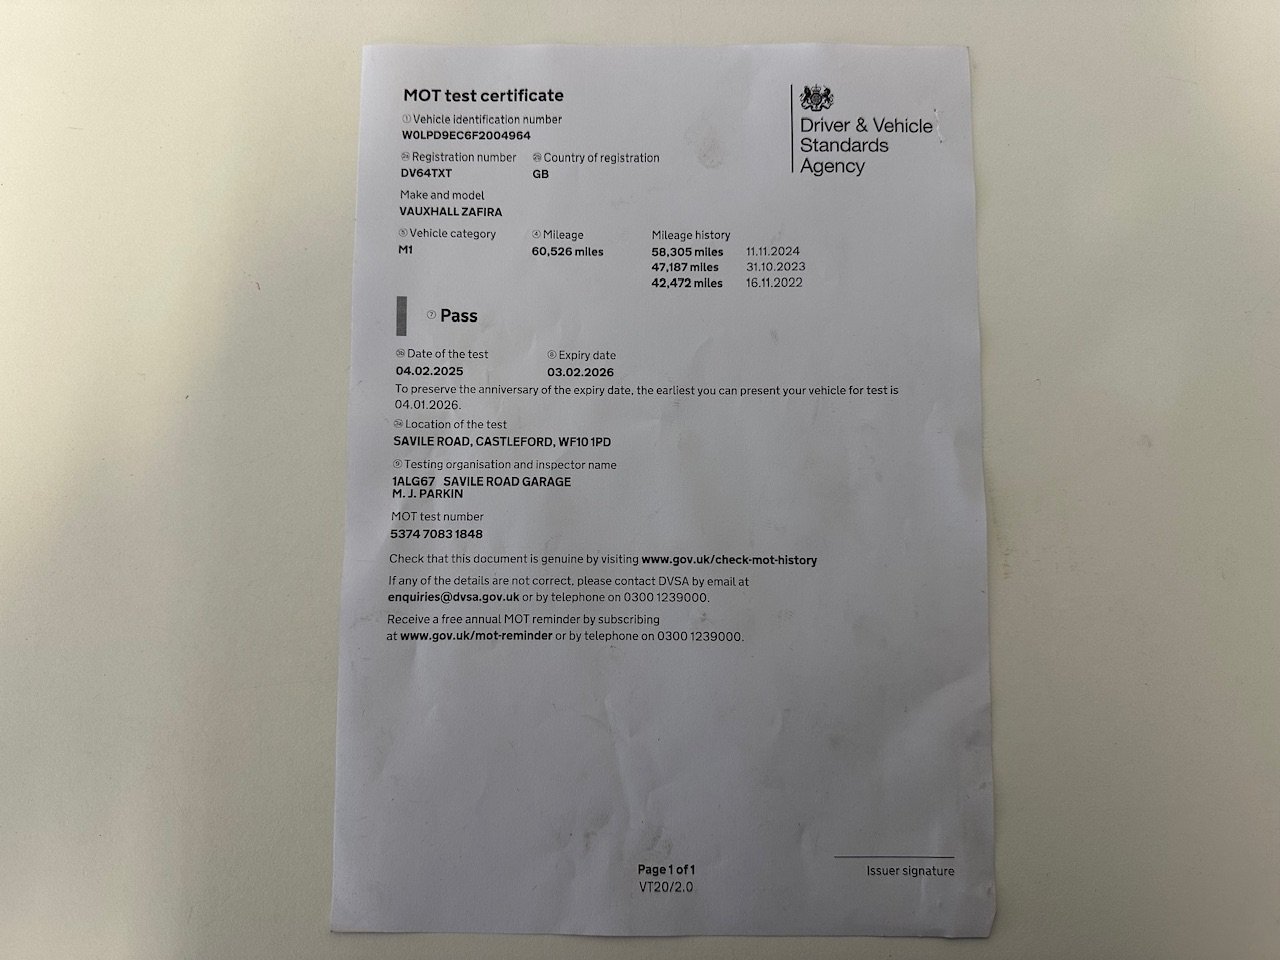 MOT test certificate
① Vehicle identification number
W0LPD9EC6F2004964
Driver & Vehicle
Standards
Agency
2a Registration number 2b Country of registration
DV64TXT GB
Make and model
VAUXHALL ZAFIRA
⑤ Vehicle category ④ Mileage Mileage history
M1 60,526 miles 58,305 miles 11.11.2024
47,187 miles 31.10.2023
42,472 miles 16.11.2022
⑦ Pass
3b Date of the test ⑧ Expiry date
04.02.2025 03.02.2026
To preserve the anniversary of the expiry date, the earliest you can present your vehicle for test is
04.01.2026.
3a Location of the test
SAVILE ROAD, CASTLEFORD, WF10 1PD
⑨ Testing organisation and inspector name
1ALG67 SAVILE ROAD GARAGE
M. J. PARKIN
MOT test number
5374 7083 1848
Check that this document is genuine by visiting www.gov.uk/check-mot-history
If any of the details are not correct, please contact DVSA by email at
enquiries@dvsa.gov.uk or by telephone on 0300 1239000.
Receive a free annual MOT reminder by subscribing
at www.gov.uk/mot-reminder or by telephone on 0300 1239000.
Page 1 of 1
VT20/2.0
Issuer signature